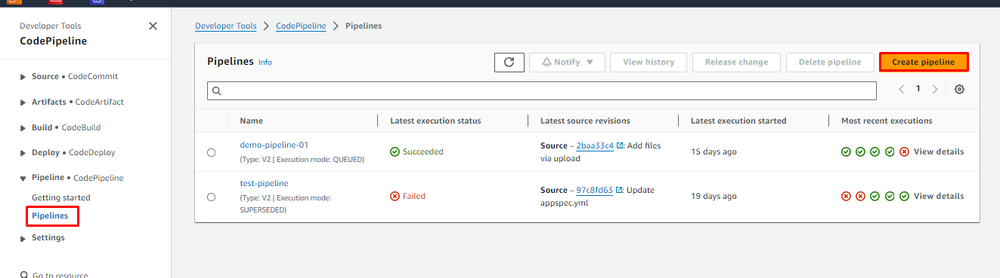 Developer Tools
CodePipeline
Source • CodeCommit
Artifacts • CodeArtifact
Build • CodeBuild
Deploy • CodeDeploy
Pipeline • CodePipeline
Getting started
Pipelines
Settings
Go to resource
Developer Tools > CodePipeline > Pipelines
Pipelines Info
Notify View history Release change Delete pipeline Create pipeline
1
Name Latest execution status Latest source revisions Latest execution started Most recent executions
demo-pipeline-01
(Type: V2 | Execution mode: QUEUED)
Succeeded
Source – 2baa33c4 : Add files
via upload
15 days ago
View details
test-pipeline
(Type: V2 | Execution mode:
SUPERSEDED)
Failed
Source – 97c8fd63 : Update
appspec.yml
19 days ago
View details